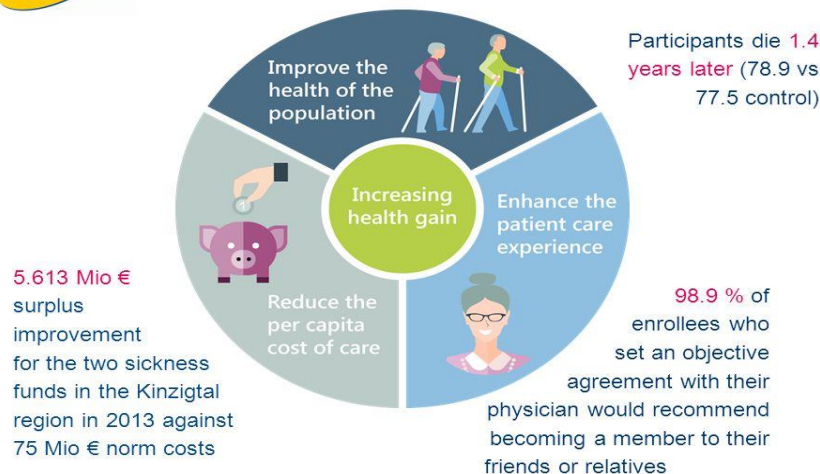 Improve the
health of the
population
Participants die 1.4
years later (78.9 vs
77.5 control)
Increasing
health gain
Enhance the
patient care
experience
1
Reduce the
per capita
cost of care
5.613 Mio €
surplus
improvement
for the two sickness
funds in the Kinzigtal
region in 2013 against
75 Mio € norm costs
98.9 % of
enrollees who
set an objective
agreement with their
physician would recommend
becoming a member to their
friends or relatives